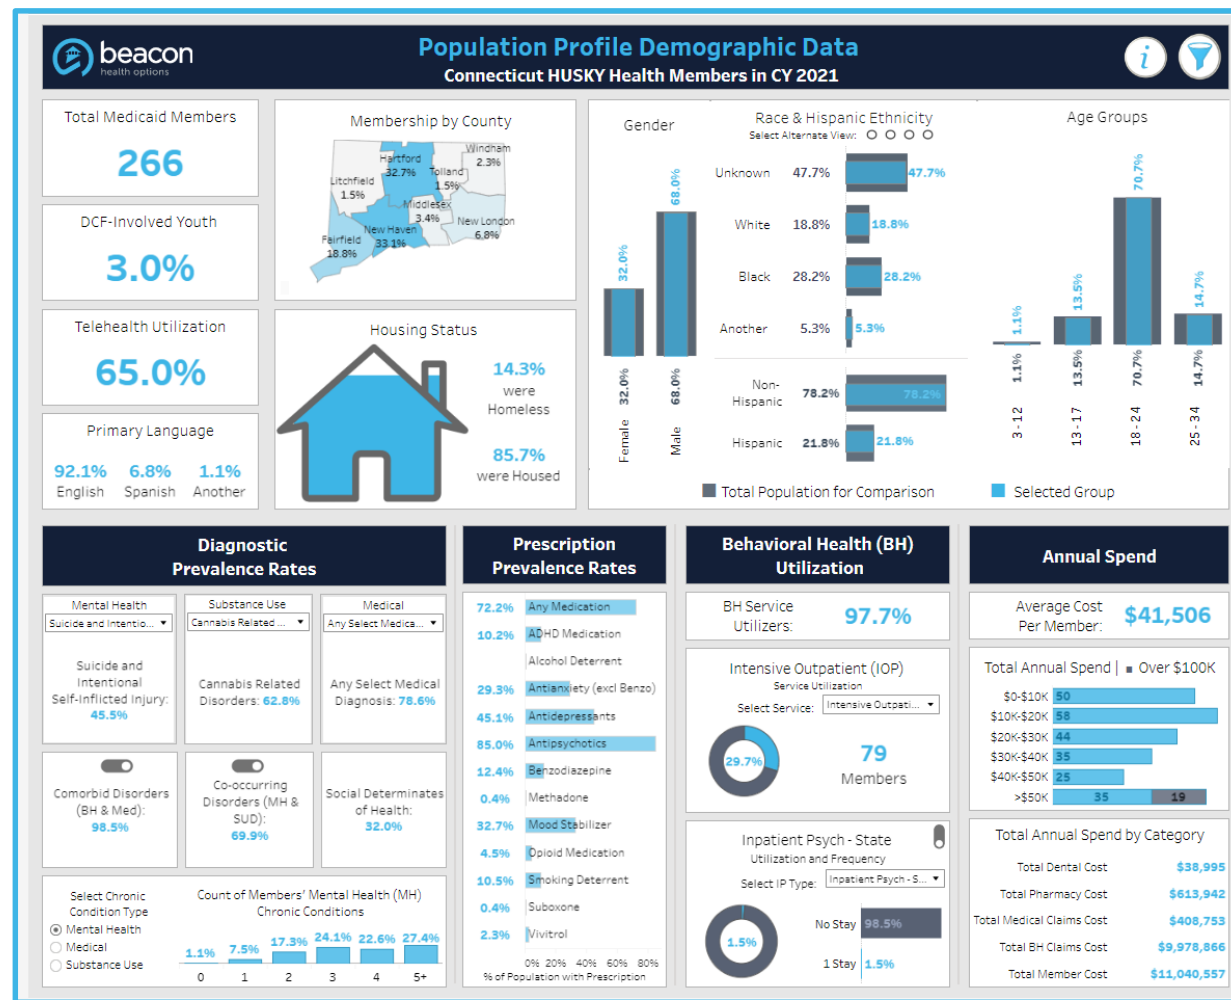 beacon
health options
Population Profile Demographic Data
Connecticut HUSKY Health Members in CY 2021
i
Total Medicaid Members
266
DCF-Involved Youth
3.0%
Telehealth Utilization
65.0%
Primary Language
92.1% 6.8% 1.1%
English Spanish Another
Membership by County
Windham
2.3%
Hartford
32.7%
Tolland
1.5%
Litchfield
1.5%
Middlesex
3.4%
New London
6.8%
New Haven
33.1%
Fairfield
18.8%
Housing Status
14.3%
were
Homeless
85.7%
were Housed
Gender
32.0%
68.0%
32.0%
68.0%
Female
Male
Race & Hispanic Ethnicity
Select Alternate View:
Unknown 47.7% 47.7%
White 18.8% 18.8%
Black 28.2% 28.2%
Another 5.3% 5.3%
Non-
Hispanic 78.2% 78.2%
Hispanic 21.8% 21.8%
Age Groups
1.1%
13.5%
70.7%
14.7%
1.1%
13.5%
70.7%
14.7%
3 - 12
13 - 17
18 - 24
25 - 34
Total Population for Comparison Selected Group
Diagnostic
Prevalence Rates
Mental Health
Suicide and Intentio...
Suicide and
Intentional
Self-Inflicted Injury:
45.5%
Substance Use
Cannabis Related ...
Cannabis Related
Disorders: 62.8%
Medical
Any Select Medica...
Any Select Medical
Diagnosis: 78.6%
Comorbid Disorders
(BH & Med):
98.5%
Co-occurring
Disorders (MH &
SUD):
69.9%
Social Determinates
of Health:
32.0%
Select Chronic
Condition Type
Mental Health
Medical
Substance Use
Count of Members' Mental Health (MH)
Chronic Conditions
1.1% 7.5% 17.3% 24.1% 22.6% 27.4%
0 1 2 3 4 5+
Prescription
Prevalence Rates
72.2% Any Medication
10.2% ADHD Medication
Alcohol Deterrent
29.3% Antianxiety (excl Benzo)
45.1% Antidepressants
85.0% Antipsychotics
12.4% Benzodiazepine
0.4% Methadone
32.7% Mood Stabilizer
4.5% Opioid Medication
10.5% Smoking Deterrent
0.4% Suboxone
2.3% Vivitrol
0% 20% 40% 60% 80%
% of Population with Prescription
Behavioral Health (BH)
Utilization
BH Service
Utilizers: 97.7%
Intensive Outpatient (IOP)
Service Utilization
Select Service: Intensive Outpati...
29.7%
79
Members
Inpatient Psych - State
Utilization and Frequency
Select IP Type: Inpatient Psych - S...
1.5%
No Stay 98.5%
1 Stay 1.5%
Annual Spend
Average Cost
Per Member: $41,506
Total Annual Spend | Over $100K
$0-$10K 50
$10K-$20K 58
$20K-$30K 44
$30K-$40K 35
$40K-$50K 25
>$50K 35 19
Total Annual Spend by Category
Total Dental Cost $38,995
Total Pharmacy Cost $613,942
Total Medical Claims Cost $408,753
Total BH Claims Cost $9,978,866
Total Member Cost $11,040,557